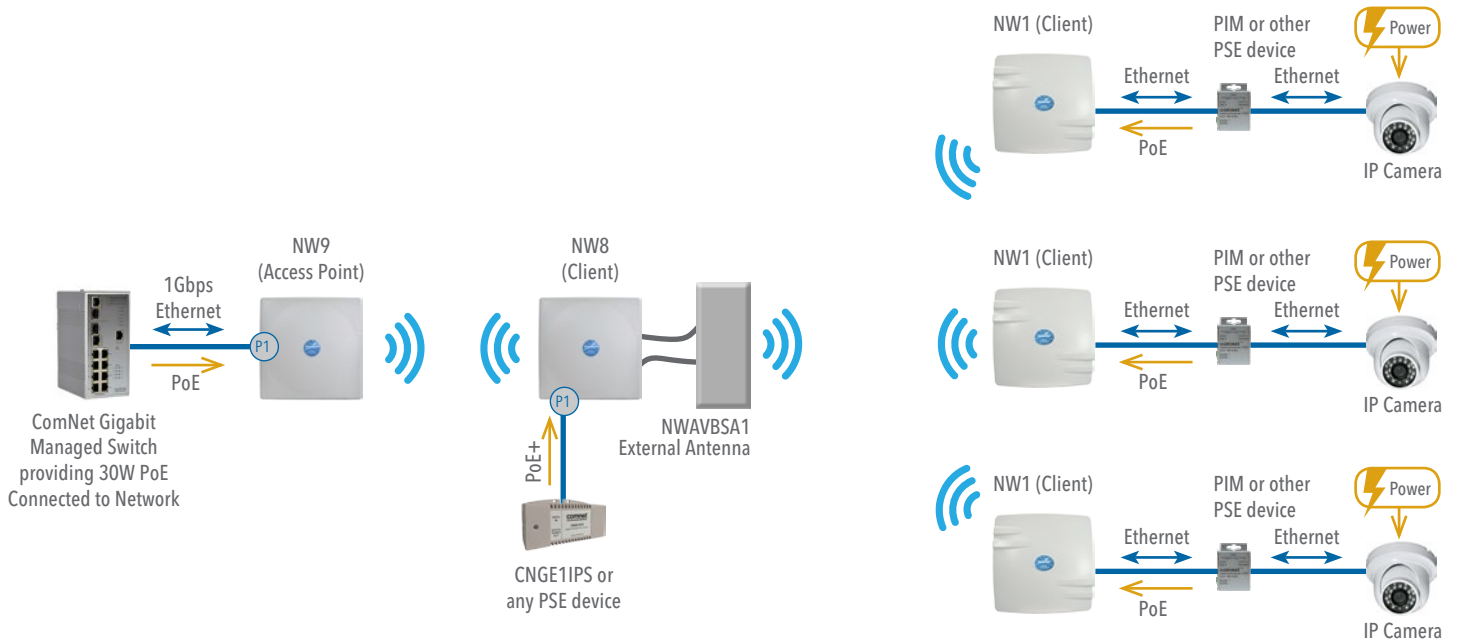 NW1 (Client)
PIM or other
PSE device
Power
Ethernet
Ethernet
PoE
IP Camera
NW9
(Access Point)
1Gbps
Ethernet
P1
PoE
ComNet Gigabit
Managed Switch
providing 30W PoE
Connected to Network
NW8
(Client)
P1
PoE+
NWAVBSA1
External Antenna
comnet
CNGE1IPS or
any PSE device
NW1 (Client)
PIM or other
PSE device
Power
Ethernet
Ethernet
PoE
IP Camera
NW1 (Client)
PIM or other
PSE device
Power
Ethernet
Ethernet
PoE
IP Camera